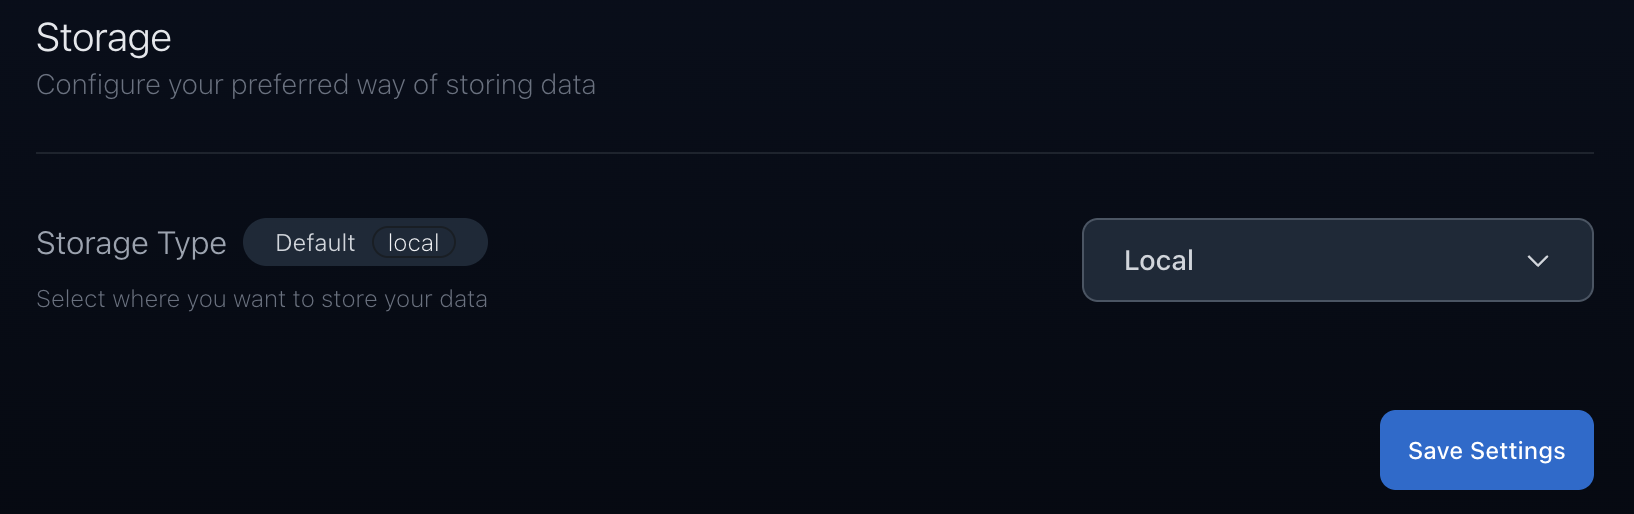 Storage
Configure your preferred way of storing data
Storage Type Default local
Select where you want to store your data
Local
Save Settings